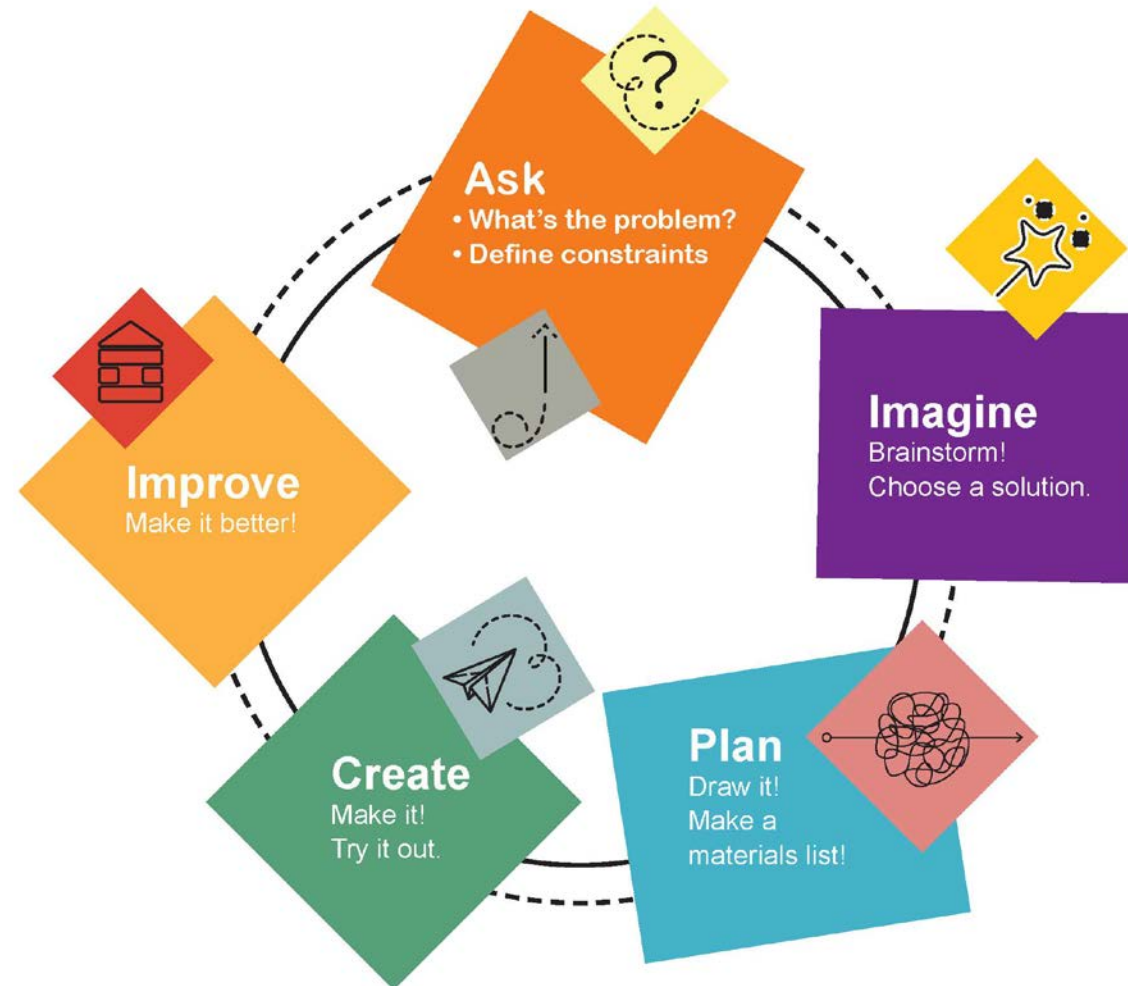 Ask
• What's the problem?
• Define constraints
Imagine
Brainstorm!
Choose a solution.
Plan
Draw it!
Make a
materials list!
Create
Make it!
Try it out.
Improve
Make it better!
?